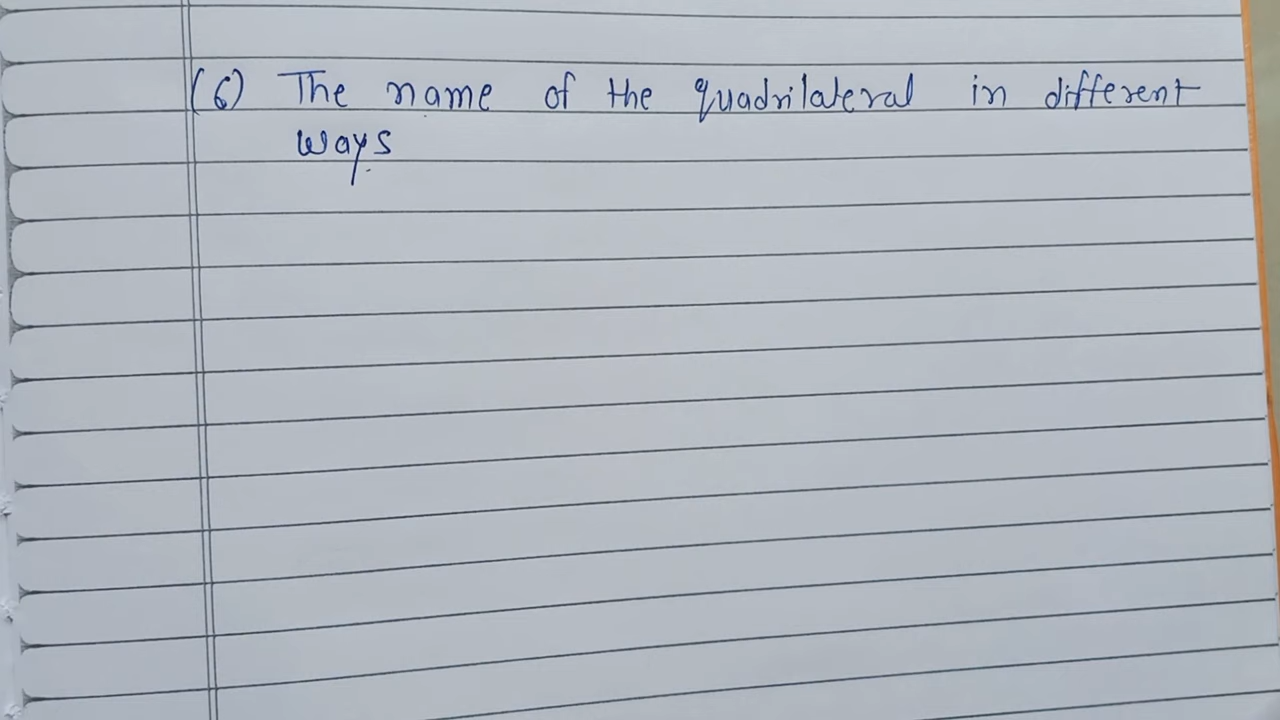 (6) The name of the quadrilateral in different
ways.